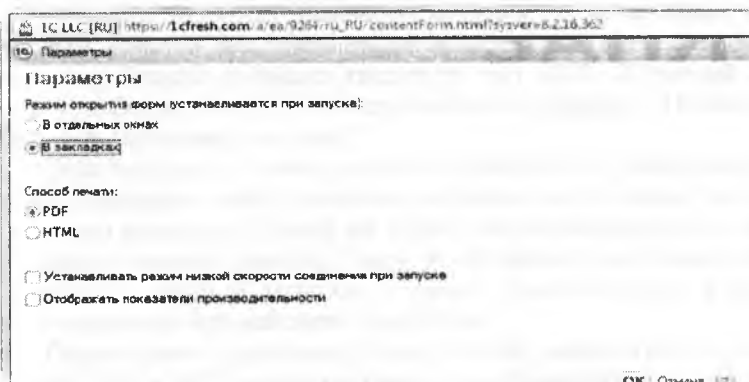 1C LLC [RU] https://1cfresh.com/a/ea/9264/ru_RU/contentForm.html?sysver=8.2.16.362
Параметры
Параметры
Режим открытия форм (устанавливается при запуске):
В отдельных окнах
В закладках
Способ печати:
PDF
HTML
Устанавливать режим низкой скорости соединения при запуске
Отображать показатели производительности
OK Отмена